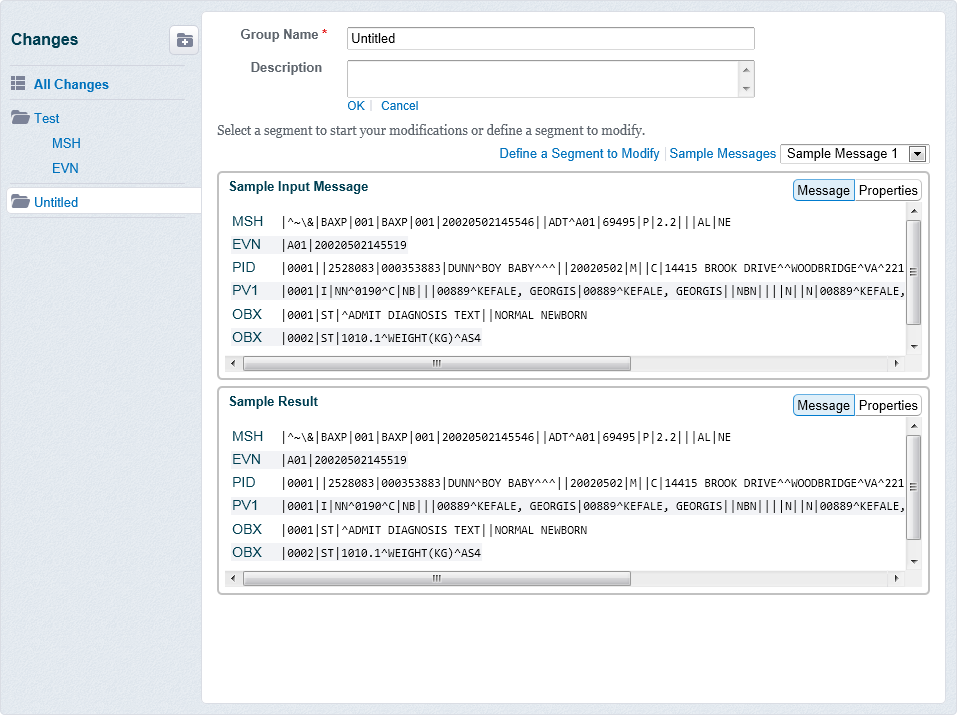 Changes
All Changes
Test
MSH
EVN
Untitled
Group Name *
Untitled
Description
OK | Cancel
Select a segment to start your modifications or define a segment to modify.
Define a Segment to Modify | Sample Messages Sample Message 1
Sample Input Message Message Properties
MSH |^~\&|BAXP|001|BAXP|001|20020502145546||ADT^A01|69495|P|2.2|||AL|NE
EVN |A01|20020502145519
PID |0001||2528083|000353883|DUNN^BOY BABY^^^||20020502|M||C|14415 BROOK DRIVE^^WOODBRIDGE^VA^221
PV1 |0001|I|NN^0190^C|NB|||00889^KEFALE, GEORGIS|00889^KEFALE, GEORGIS||NBN||||N||N|00889^KEFALE,
OBX |0001|ST|^ADMIT DIAGNOSIS TEXT||NORMAL NEWBORN
OBX |0002|ST|1010.1^WEIGHT(KG)^AS4
Sample Result Message Properties
MSH |^~\&|BAXP|001|BAXP|001|20020502145546||ADT^A01|69495|P|2.2|||AL|NE
EVN |A01|20020502145519
PID |0001||2528083|000353883|DUNN^BOY BABY^^^||20020502|M||C|14415 BROOK DRIVE^^WOODBRIDGE^VA^221
PV1 |0001|I|NN^0190^C|NB|||00889^KEFALE, GEORGIS|00889^KEFALE, GEORGIS||NBN||||N||N|00889^KEFALE,
OBX |0001|ST|^ADMIT DIAGNOSIS TEXT||NORMAL NEWBORN
OBX |0002|ST|1010.1^WEIGHT(KG)^AS4